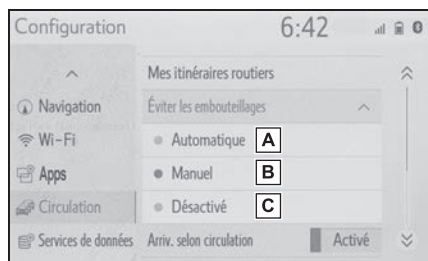 Configuration 6:42
Mes itinéraires routiers
Navigation
Éviter les embouteillages
Wi-Fi
Automatique A
Apps
Manuel B
Circulation
Désactivé C
Services de données
Arriv. selon circulation Activé